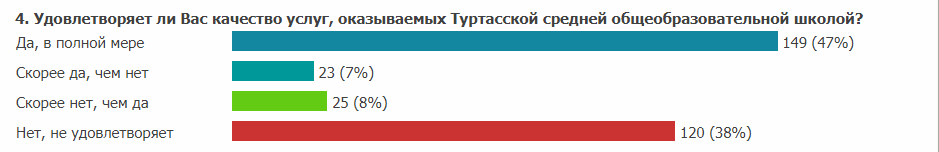 4. Удовлетворяет ли Вас качество услуг, оказываемых Туртасской средней общеобразовательной школой?
Да, в полной мере 149 (47%)
Скорее да, чем нет 23 (7%)
Скорее нет, чем да 25 (8%)
Нет, не удовлетворяет 120 (38%)